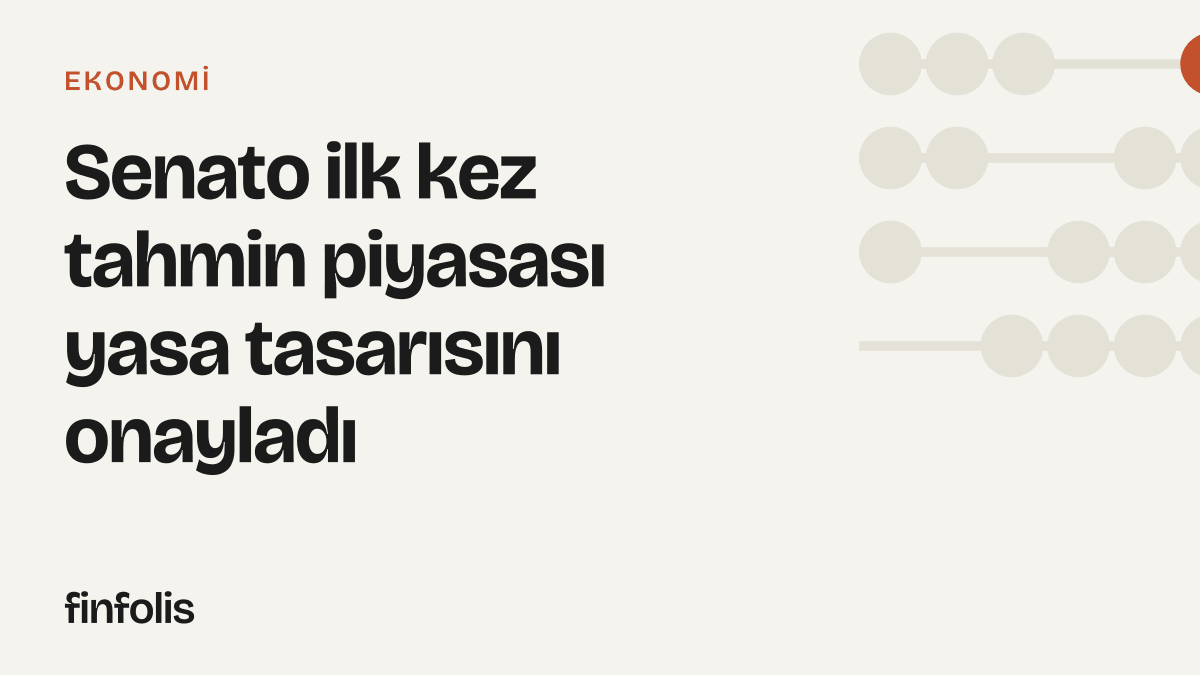 EKONOMİ
Senato ilk kez
tahmin piyasası
yasa tasarısını
onayladı
finfolis